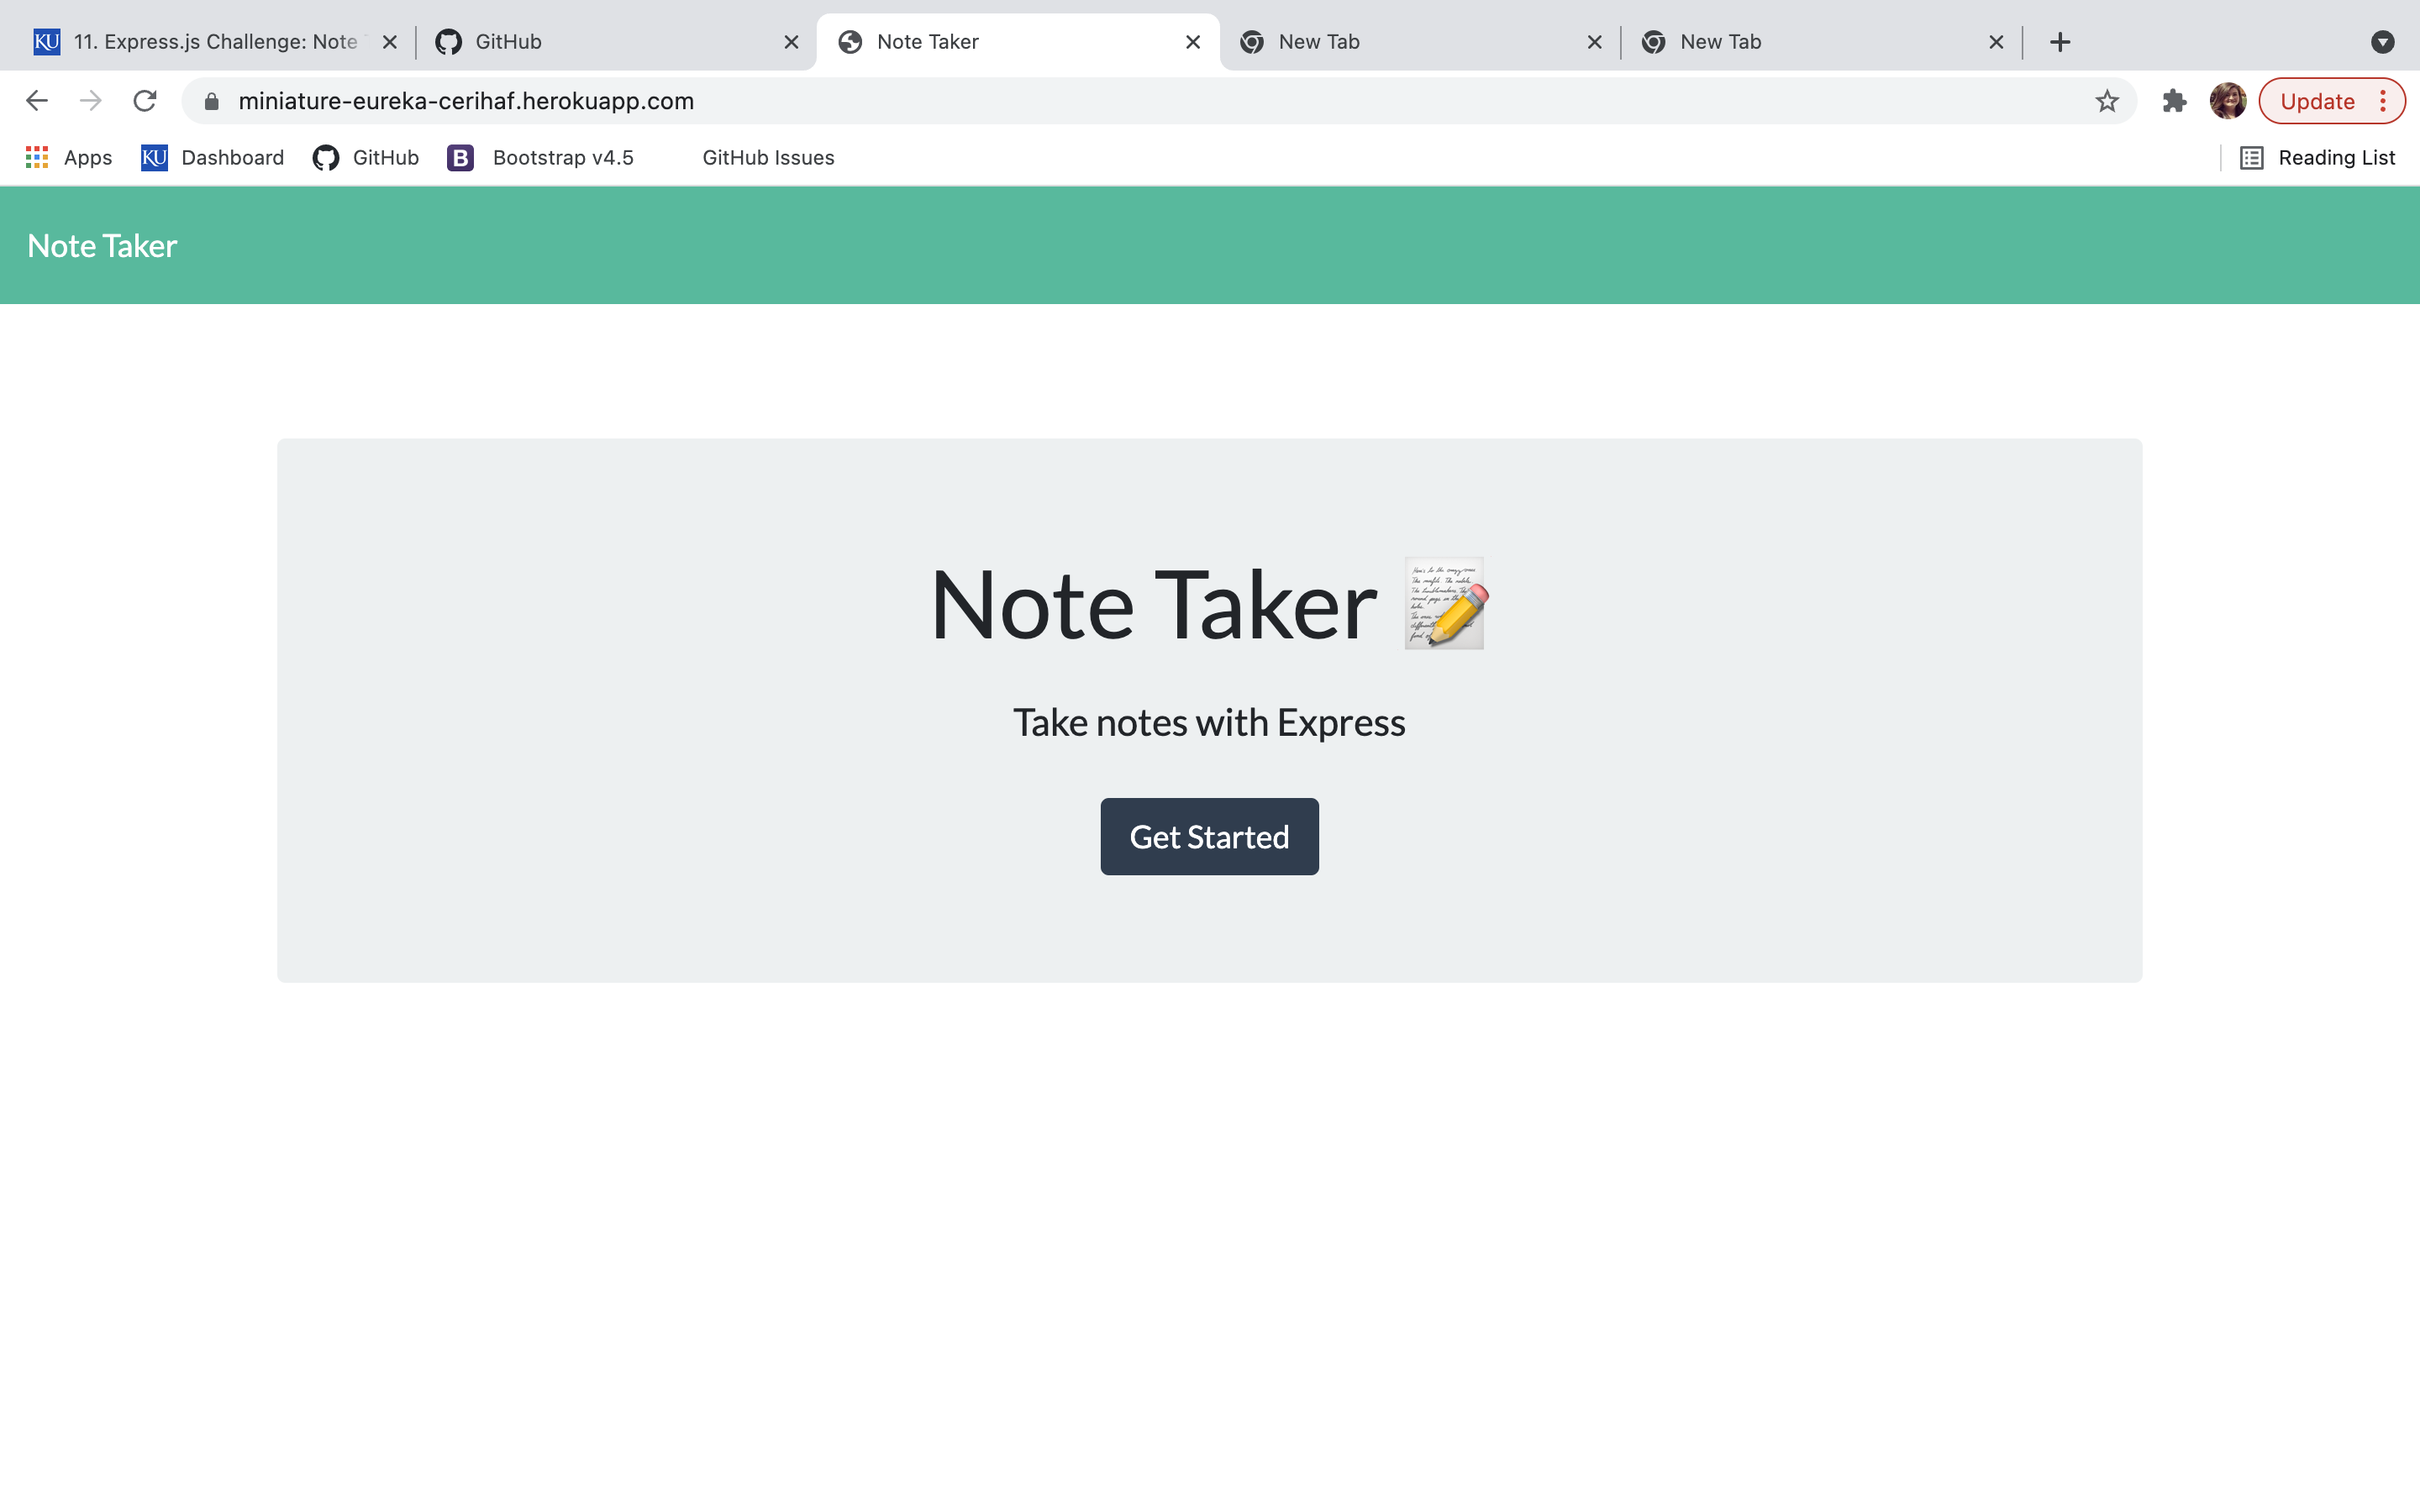 KU 11. Express.js Challenge: Note GitHub Note Taker New Tab New Tab
miniature-eureka-cerihaf.herokuapp.com Update
Apps KU Dashboard GitHub B Bootstrap v4.5 GitHub Issues Reading List
Note Taker
Note Taker
Take notes with Express
Get Started